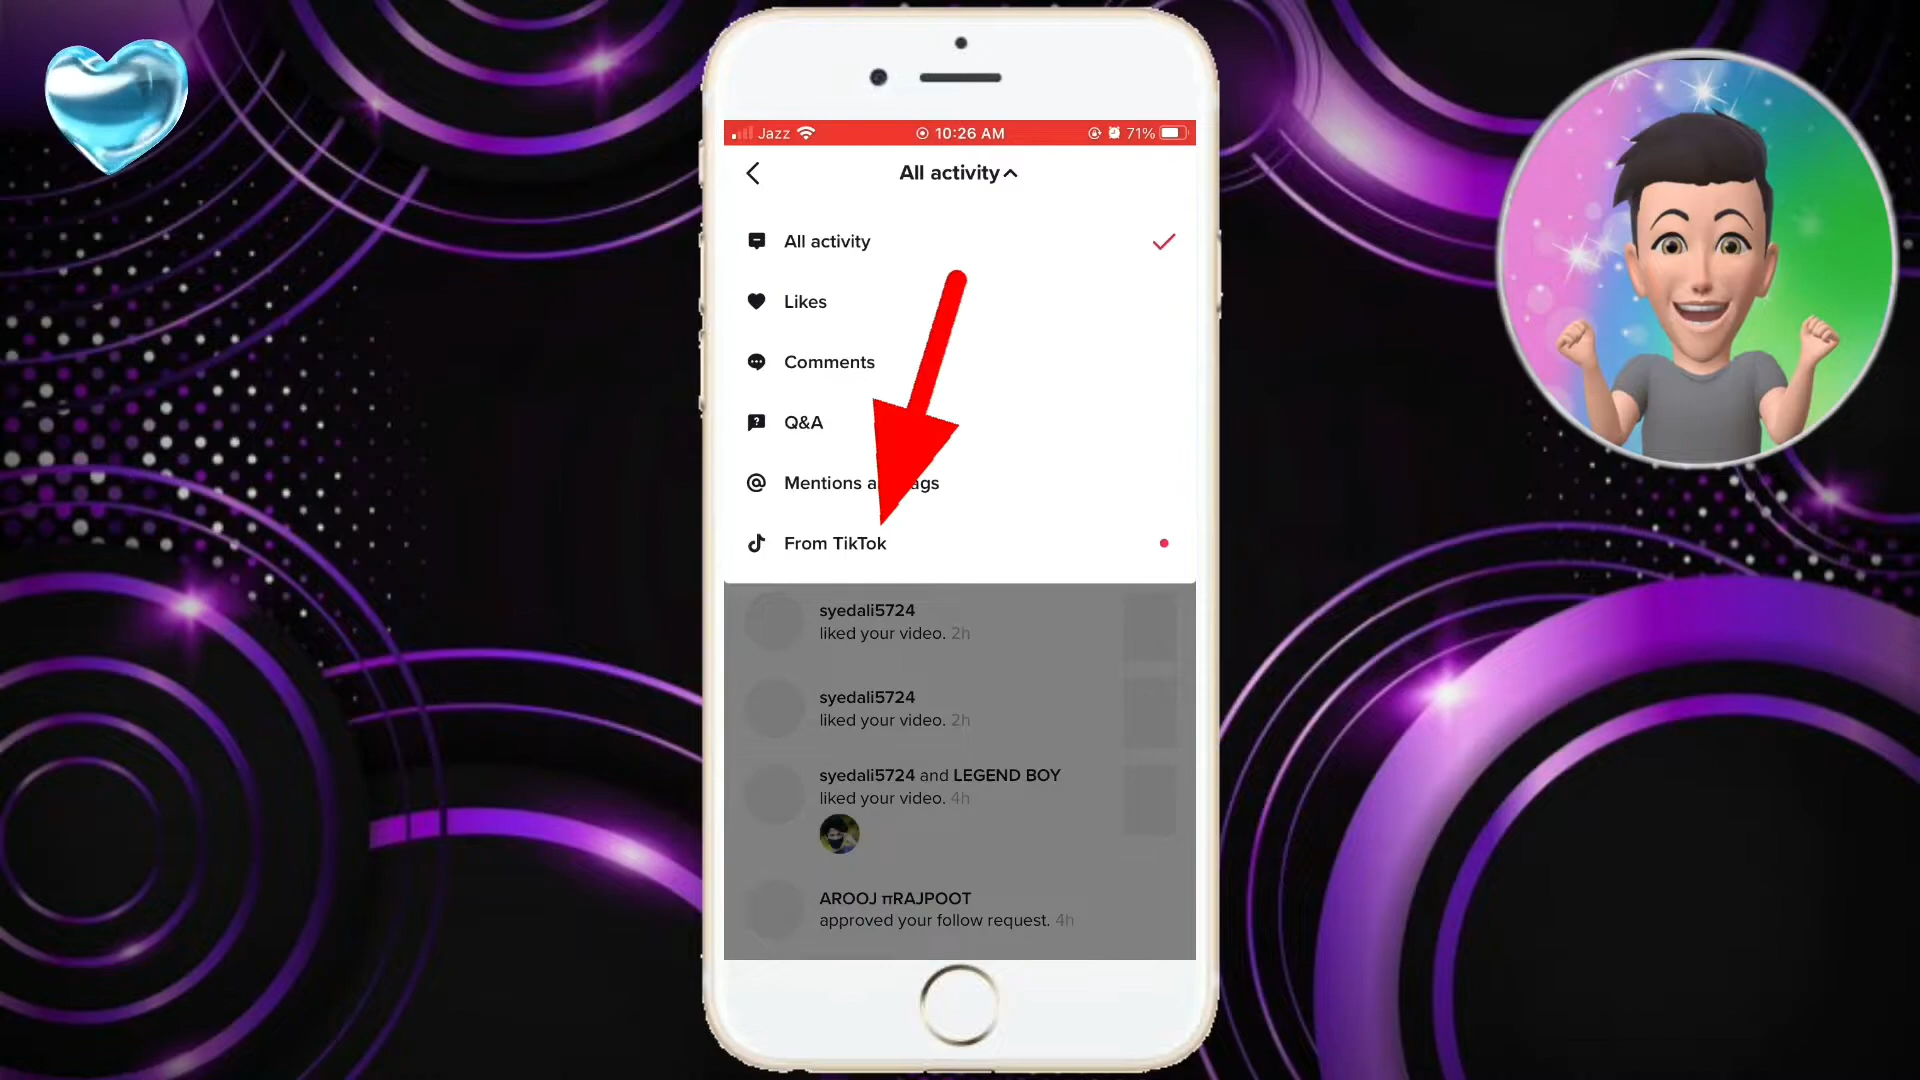 Jazz 10:26 AM 71%
All activity
All activity
Likes
Comments
Q&A
Mentions a ags
From TikTok
syedali5724
liked your video. 2h
syedali5724
liked your video. 2h
syedali5724 and LEGEND BOY
liked your video. 4h
AROOJ πRAJPOOT
approved your follow request. 4h